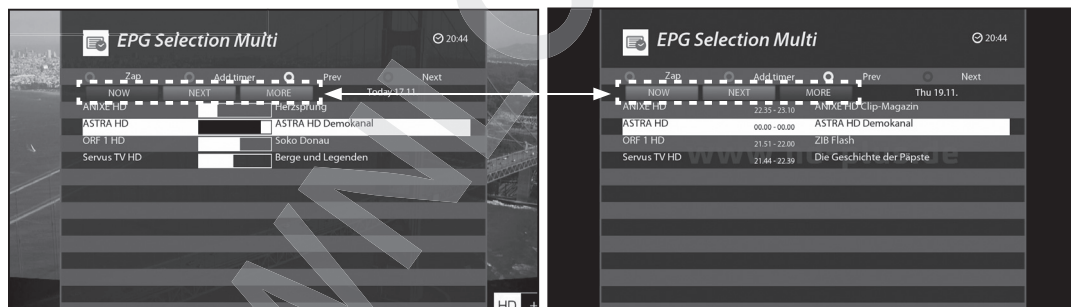 EPG Selection Multi
20:44
Zap Add timer Prev Next
NOW NEXT MORE Today 17.11.
ANIXE HD Herzsprung
ASTRA HD ASTRA HD Demokanal
ORF 1 HD Soko Donau
Servus TV HD Berge und Legenden
HD +
EPG Selection Multi
20:44
Zap Add timer Prev Next
NOW NEXT MORE Thu 19.11.
ANIXE HD 22.35 - 23.10 ANIXE HD Clip-Magazin
ASTRA HD 00.00 - 00.00 ASTRA HD Demokanal
ORF 1 HD 21.51 - 22.00 ZIB Flash
Servus TV HD 21.44 - 22.39 Die Geschichte der Päpste